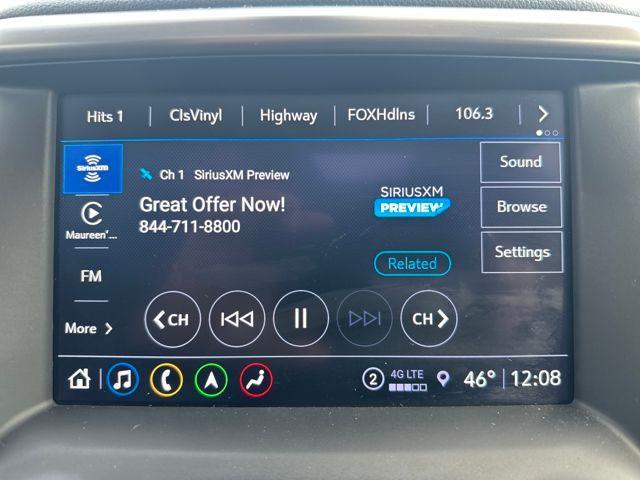 Hits 1 ClsVinyl Highway FOXHdlns 106.3
SiriusXM
Ch 1 SiriusXM Preview
Great Offer Now!
844-711-8800
SIRIUSXM
PREVIEW
Related
Sound
Browse
Settings
Maureen'...
FM
More
CH
CH
2 4G LTE 46° 12:08